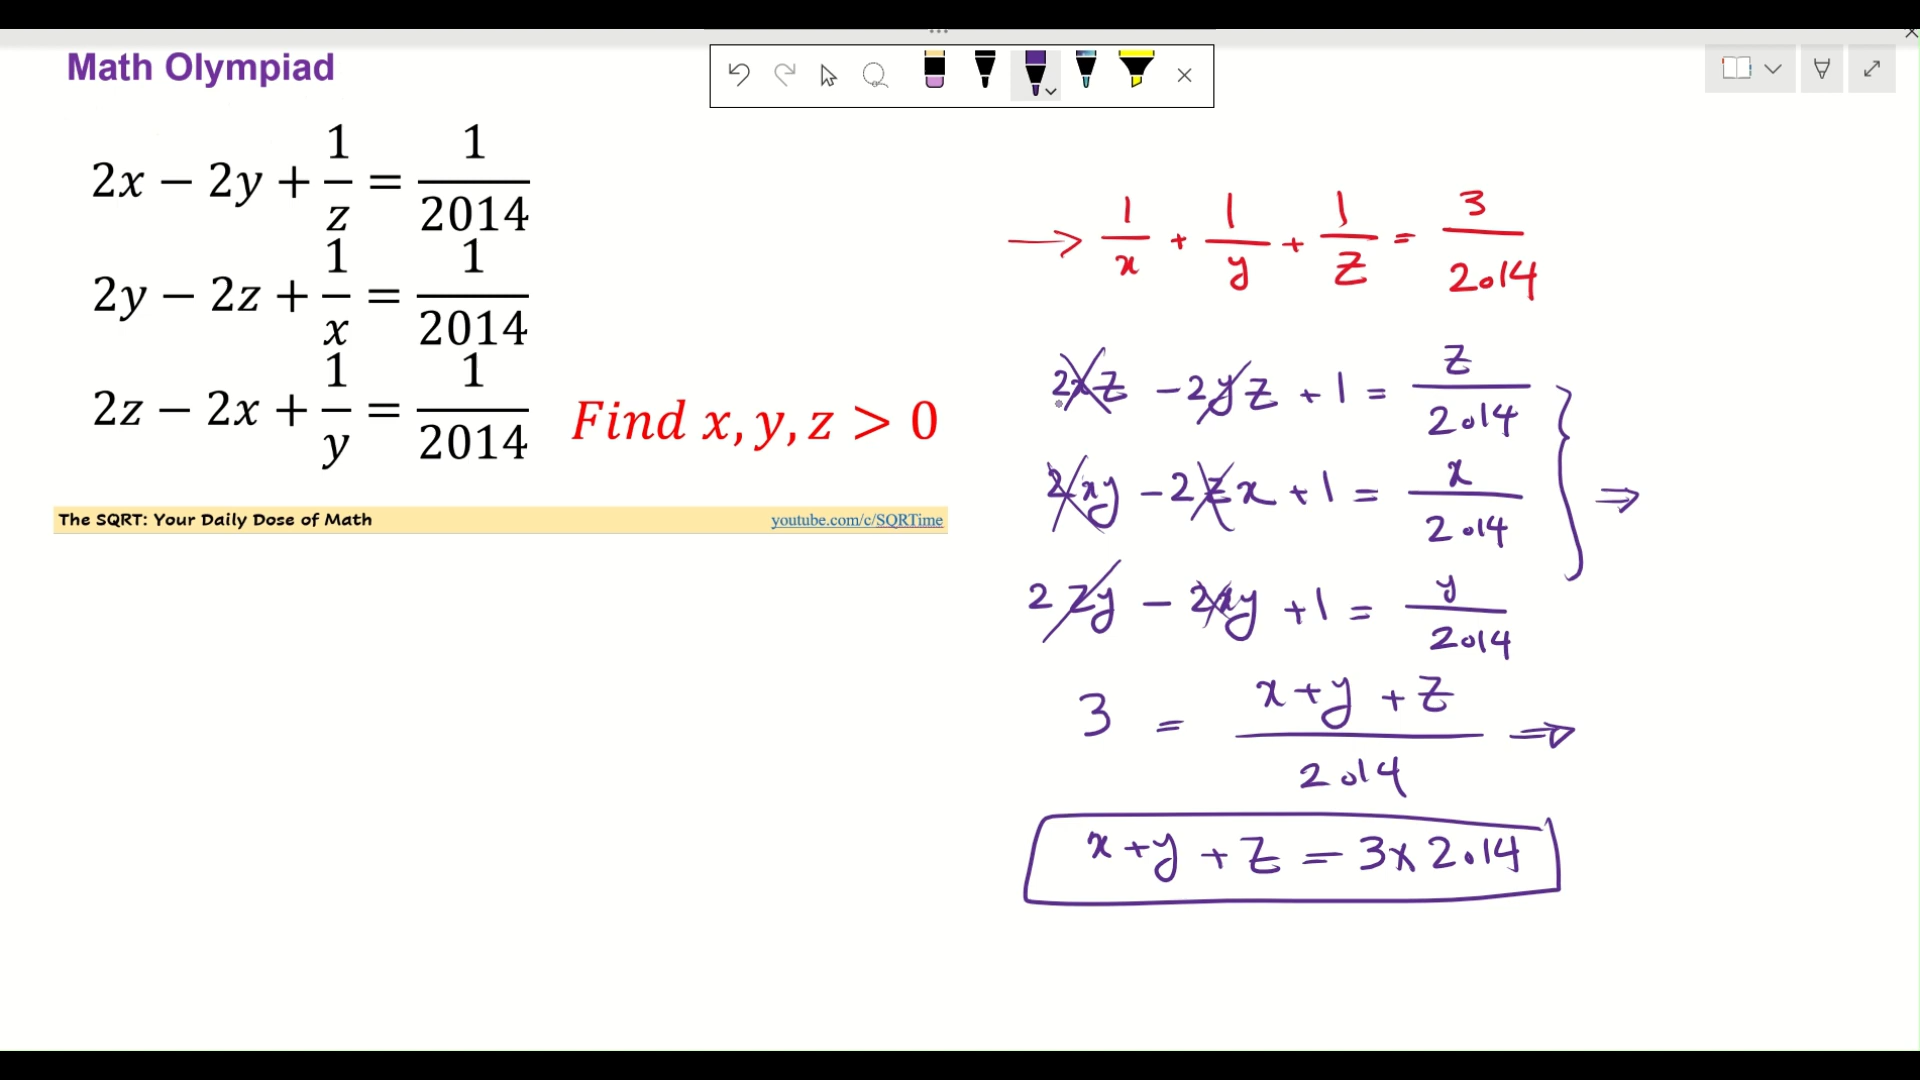 Math Olympiad
2x − 2y + 1/z = 1/2014
2y − 2z + 1/x = 1/2014
2z − 2x + 1/y = 1/2014
Find x, y, z > 0
The SQRT: Your Daily Dose of Math
youtube.com/c/SQRTime
→ 1/x + 1/y + 1/z = 3/2014
2xz − 2yz + 1 = z/2014
2xy − 2zx + 1 = x/2014 ⇒
2zy − 2xy + 1 = y/2014
3 = x+y+z/2014 ⇒
x+y+z = 3×2014